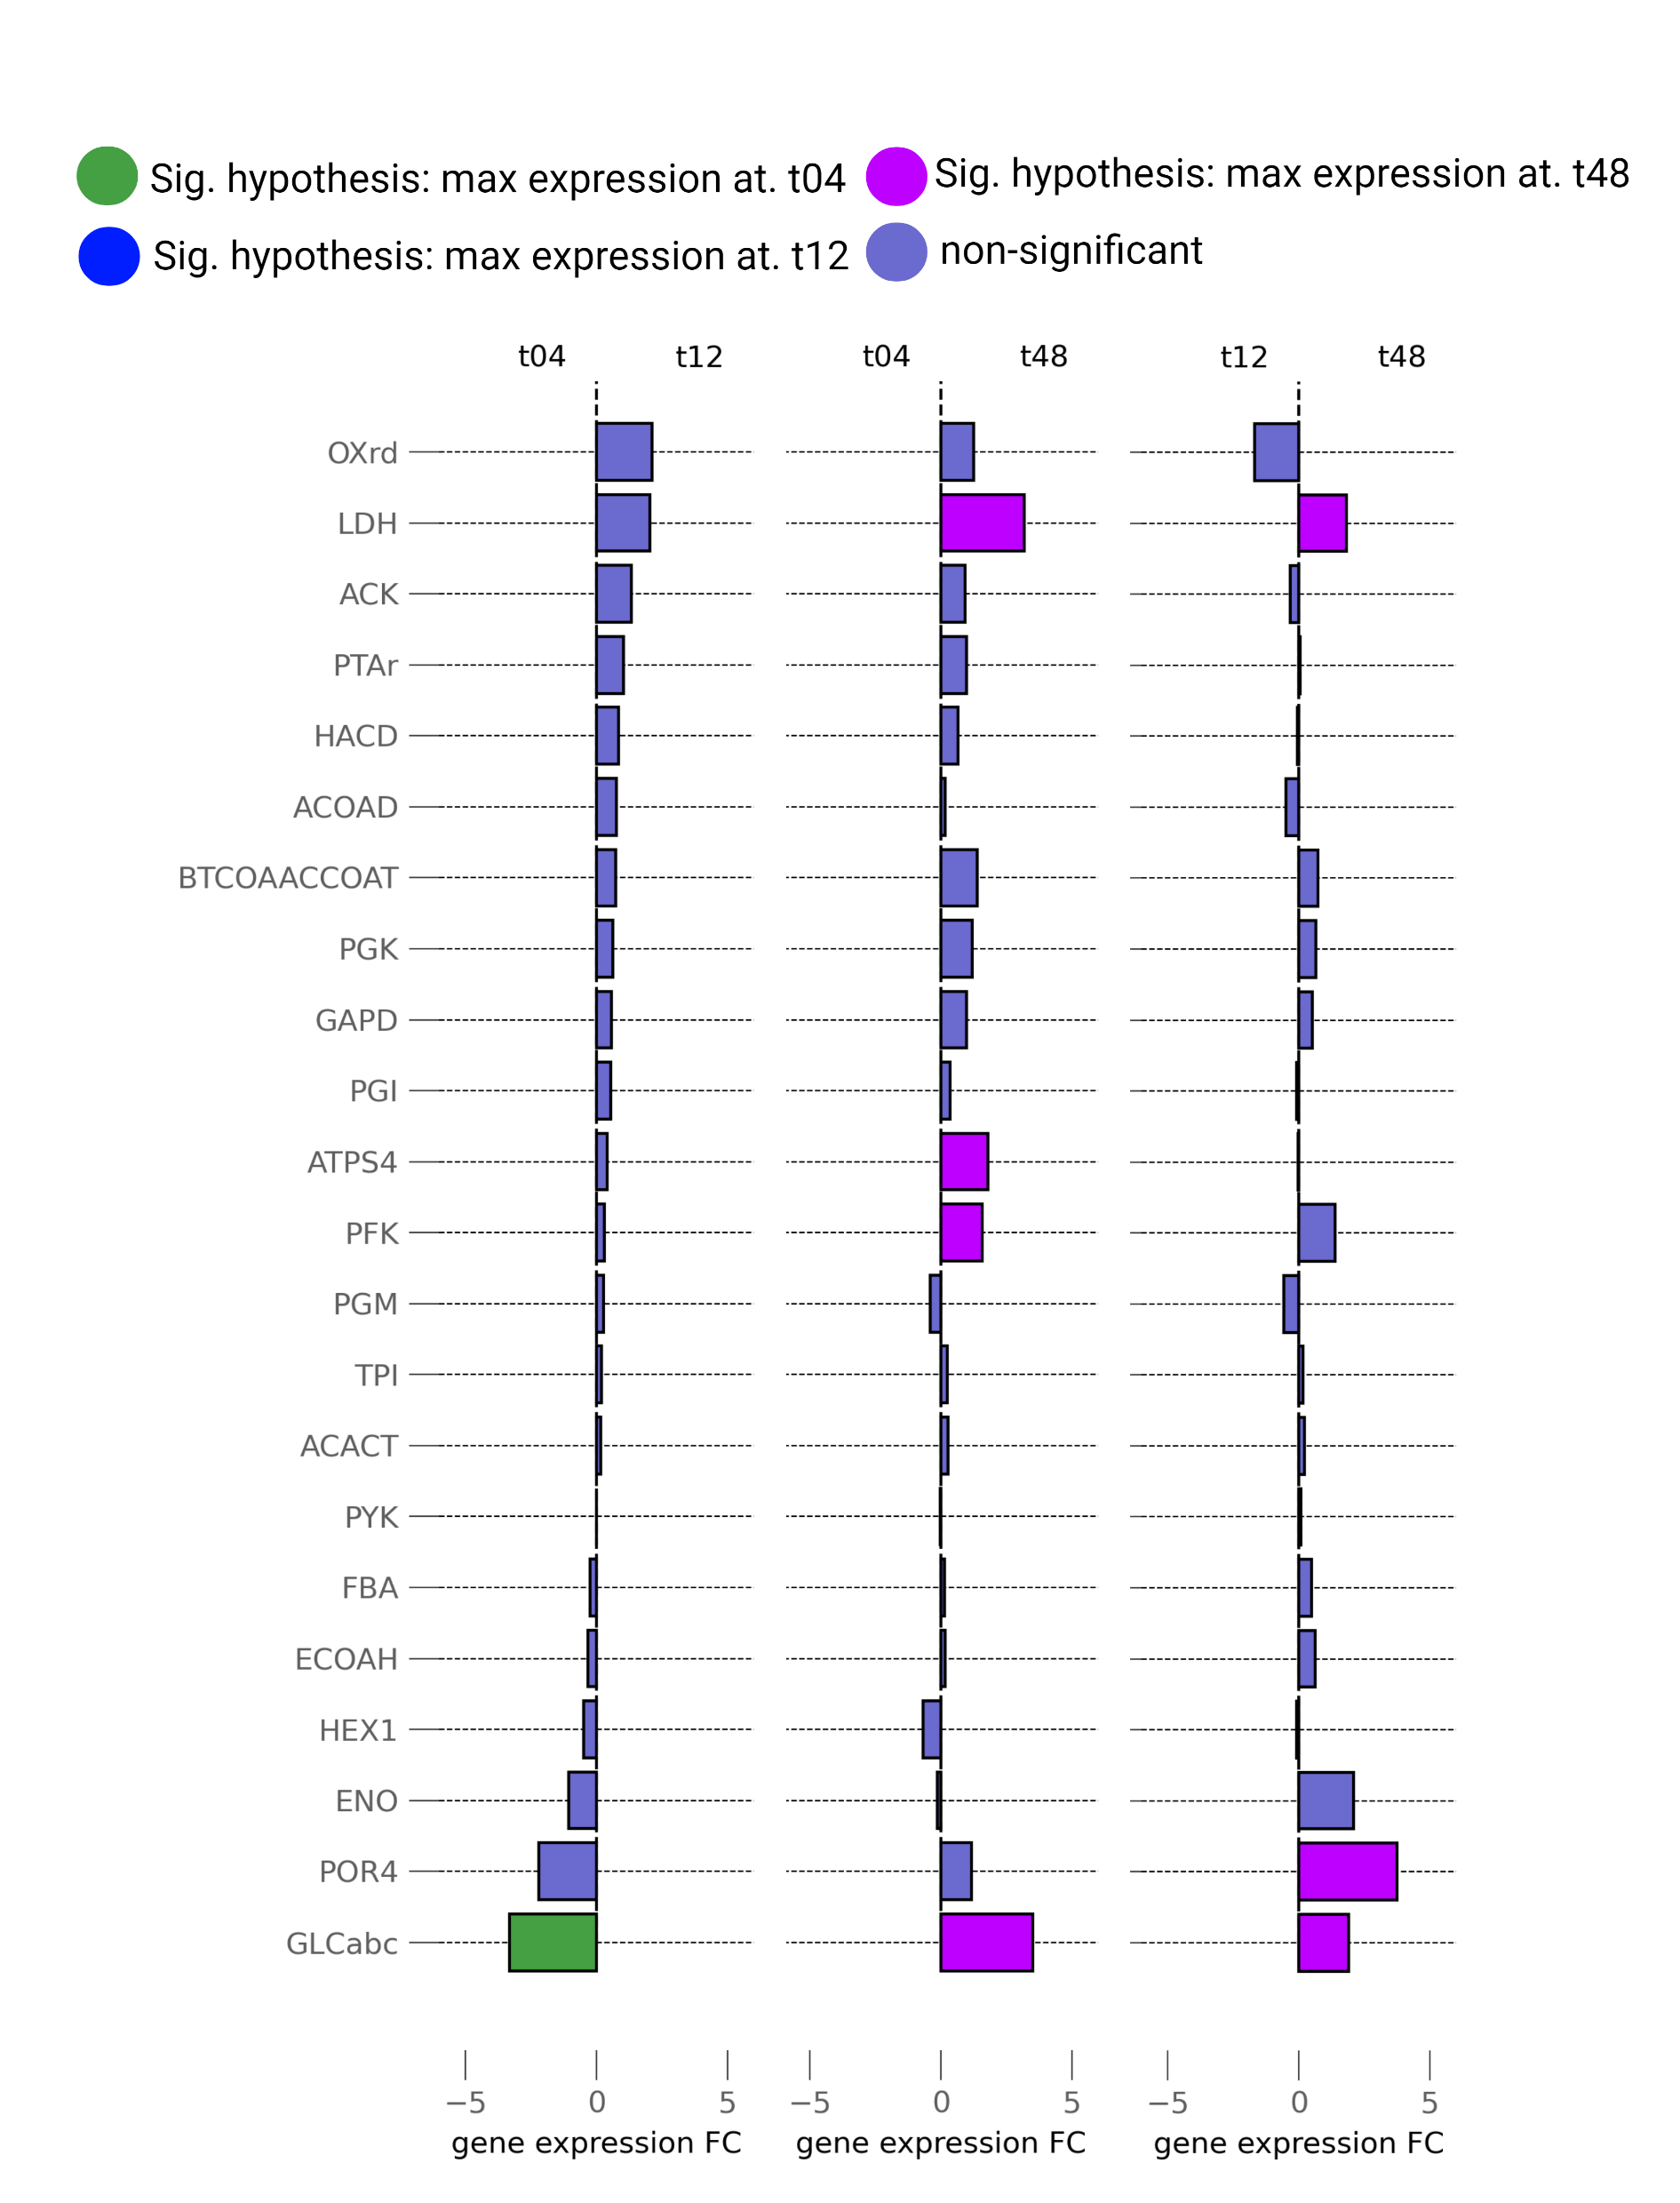 Sig. hypothesis: max expression at. t04
Sig. hypothesis: max expression at. t48
Sig. hypothesis: max expression at. t12
non-significant
t04 t12 t04 t48 t12 t48
OXrd
LDH
ACK
PTAr
HACD
ACOAD
BTCOAACCOAT
PGK
GAPD
PGI
ATPS4
PFK
PGM
TPI
ACACT
PYK
FBA
ECOAH
HEX1
ENO
POR4
GLCabc
−5 0 5 −5 0 5 −5 0 5
gene expression FC gene expression FC gene expression FC